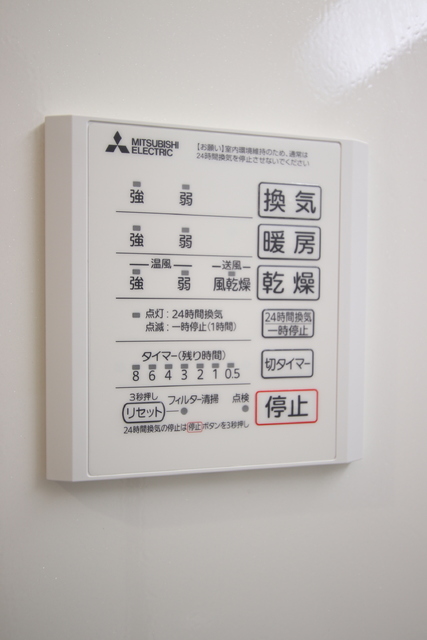 MITSUBISHI
ELECTRIC
【お願い】室内環境維持のため、通常は
24時間換気を停止させないでください
強 弱 換気
強 弱 暖房
温風 送風
強 弱 風乾燥 乾燥
点灯:24時間換気
点滅:一時停止(1時間)
24時間換気
一時停止
タイマー(残り時間)
8 6 4 3 2 1 0.5
切タイマー
3秒押し
リセット フィルター清掃 点検
停止
24時間換気の停止は停止ボタンを3秒押し